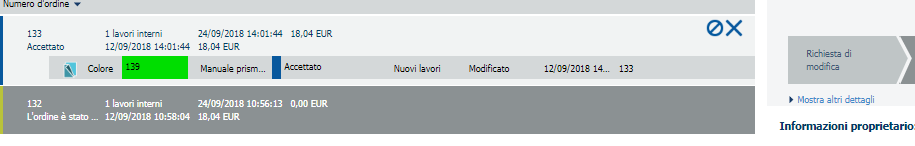 Numero d'ordine
133 1 lavori interni 24/09/2018 14:01:44 18,04 EUR
Accettato 12/09/2018 14:01:44 18,04 EUR
Colore 139 Manuale prism... Accettato Nuovi lavori Modificato 12/09/2018 14... 133
132 1 lavori interni 24/09/2018 10:56:13 0,00 EUR
L'ordine è stato ... 12/09/2018 10:58:04 18,04 EUR
Richiesta di
modifica
Mostra altri dettagli
Informazioni proprietario: